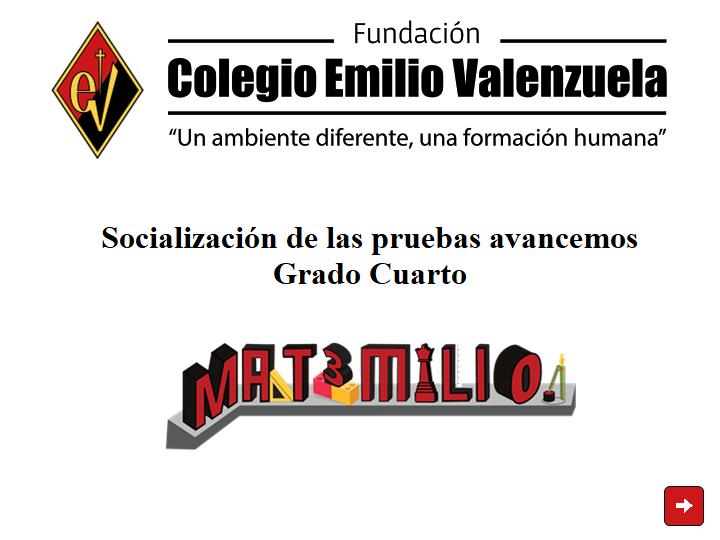 Fundación
Colegio Emilio Valenzuela
“Un ambiente diferente, una formación humana”
Socialización de las pruebas avancemos
Grado Cuarto
MAT3MILIO